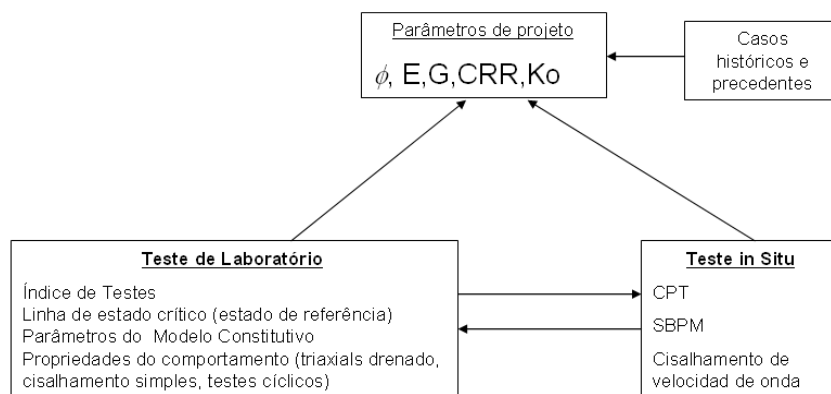 Parâmetros de projeto
ϕ, E,G,CRR,Ko
Casos
históricos e
precedentes
Teste de Laboratório
Índice de Testes
Linha de estado crítico (estado de referência)
Parâmetros do Modelo Constitutivo
Propriedades do comportamento (triaxials drenado,
cisalhamento simples, testes cíclicos)
Teste in Situ
CPT
SBPM
Cisalhamento de
velocidad de onda